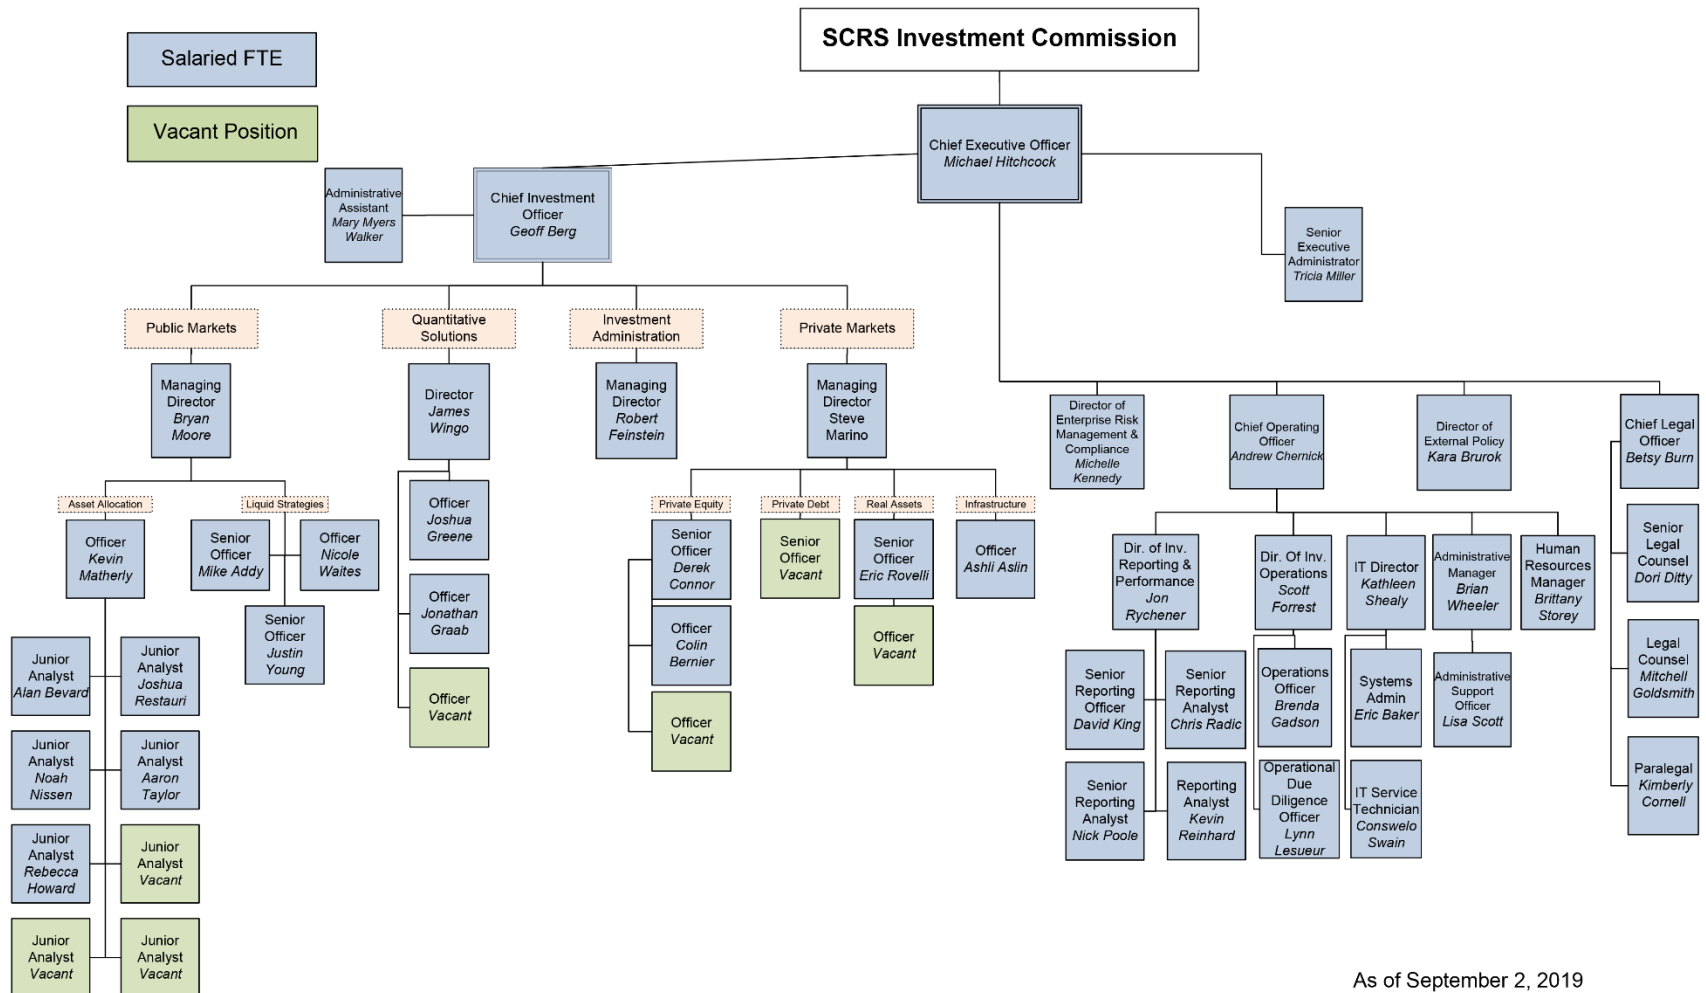 SCRS Investment Commission
Salaried FTE
Vacant Position
Chief Executive Officer
Michael Hitchcock
Administrative
Assistant
Mary Myers
Walker
Chief Investment
Officer
Geoff Berg
Senior
Executive
Administrator
Tricia Miller
Public Markets
Quantitative
Solutions
Investment
Administration
Private Markets
Managing
Director
Bryan
Moore
Director
James
Wingo
Managing
Director
Robert
Feinstein
Managing
Director
Steve
Marino
Director of
Enterprise Risk
Management &
Compliance
Michelle
Kennedy
Chief Operating
Officer
Andrew Chernick
Director of
External Policy
Kara Brurok
Chief Legal
Officer
Betsy Burn
Asset Allocation
Liquid Strategies
Officer
Kevin
Matherly
Senior
Officer
Mike Addy
Officer
Nicole
Waites
Senior
Officer
Justin
Young
Junior
Analyst
Alan Bevard
Junior
Analyst
Joshua
Restauri
Junior
Analyst
Noah
Nissen
Junior
Analyst
Aaron
Taylor
Junior
Analyst
Rebecca
Howard
Junior
Analyst
Vacant
Junior
Analyst
Vacant
Junior
Analyst
Vacant
Officer
Joshua
Greene
Officer
Jonathan
Graab
Officer
Vacant
Private Equity
Private Debt
Real Assets
Infrastructure
Senior
Officer
Derek
Connor
Senior
Officer
Vacant
Senior
Officer
Eric Rovelli
Officer
Ashli Aslin
Officer
Colin
Bernier
Officer
Vacant
Officer
Vacant
Dir. of Inv.
Reporting &
Performance
Jon
Rychener
Dir. Of Inv.
Operations
Scott
Forrest
IT Director
Kathleen
Shealy
Administrative
Manager
Brian
Wheeler
Human
Resources
Manager
Brittany
Storey
Senior
Reporting
Officer
David King
Senior
Reporting
Analyst
Chris Radic
Operations
Officer
Brenda
Gadson
Systems
Admin
Eric Baker
Administrative
Support
Officer
Lisa Scott
Senior
Reporting
Analyst
Nick Poole
Reporting
Analyst
Kevin
Reinhard
Operational
Due
Diligence
Officer
Lynn
Lesueur
IT Service
Technician
Conswelo
Swain
Senior
Legal
Counsel
Dori Ditty
Legal
Counsel
Mitchell
Goldsmith
Paralegal
Kimberly
Cornell
As of September 2, 2019